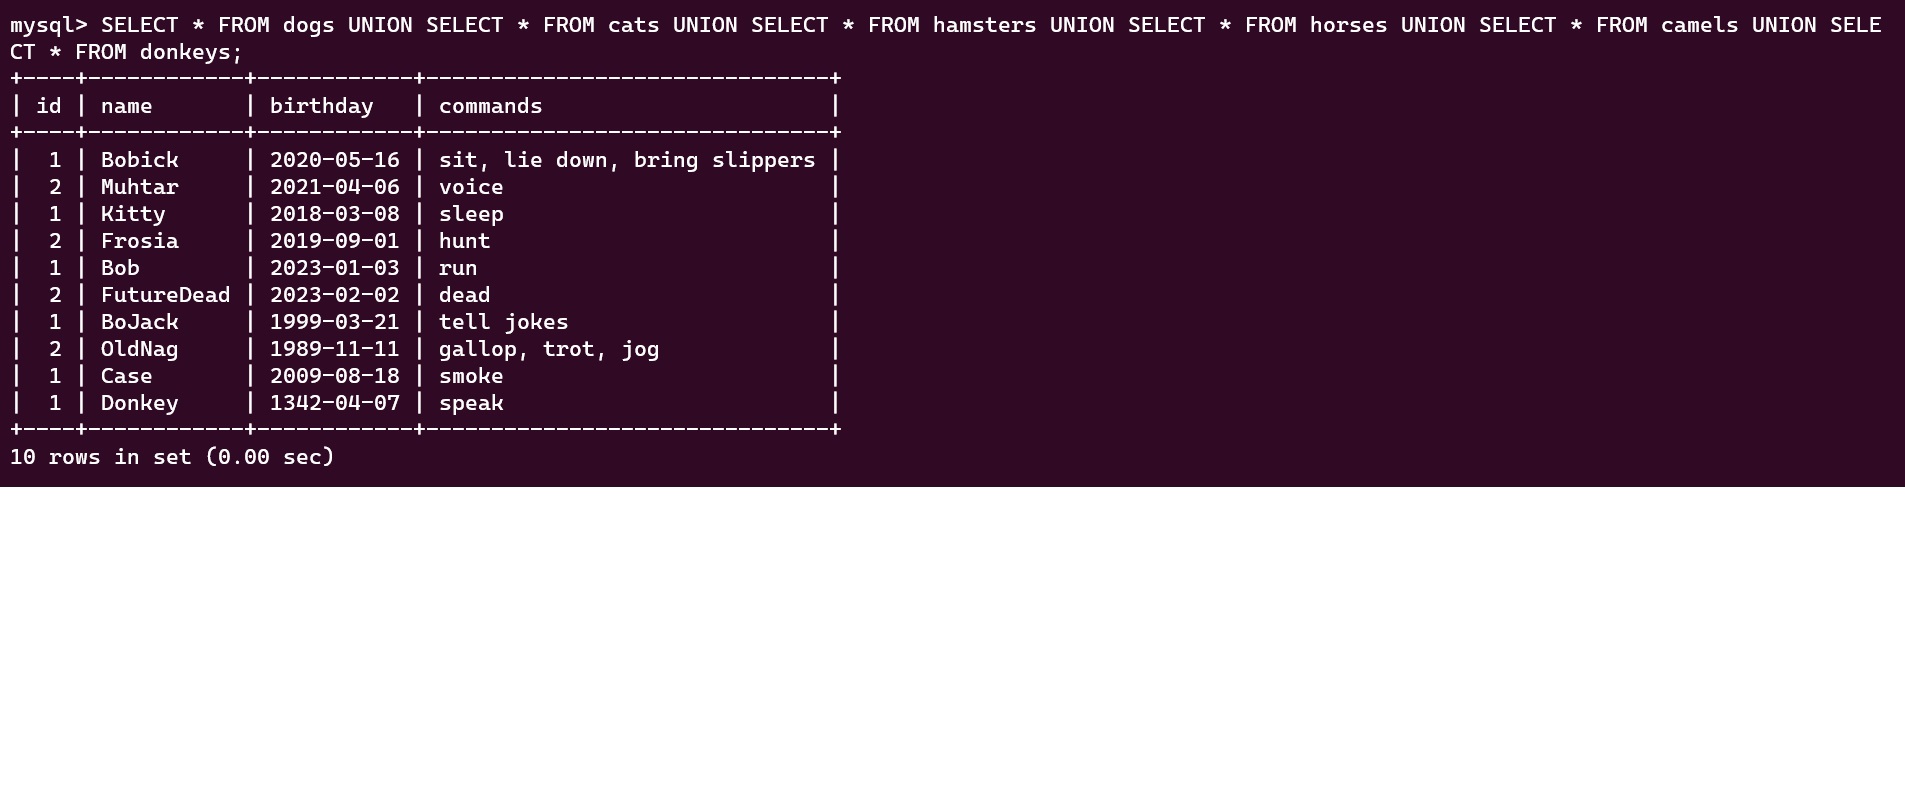 mysql> SELECT * FROM dogs UNION SELECT * FROM cats UNION SELECT * FROM hamsters UNION SELECT * FROM horses UNION SELECT * FROM camels UNION SELE
CT * FROM donkeys;
+----+------------+------------+-------------------------------+
| id | name       | birthday   | commands                      |
+----+------------+------------+-------------------------------+
|  1 | Bobick     | 2020-05-16 | sit, lie down, bring slippers |
|  2 | Muhtar     | 2021-04-06 | voice                         |
|  1 | Kitty      | 2018-03-08 | sleep                         |
|  2 | Frosia     | 2019-09-01 | hunt                          |
|  1 | Bob        | 2023-01-03 | run                           |
|  2 | FutureDead | 2023-02-02 | dead                          |
|  1 | BoJack     | 1999-03-21 | tell jokes                    |
|  2 | OldNag     | 1989-11-11 | gallop, trot, jog             |
|  1 | Case       | 2009-08-18 | smoke                         |
|  1 | Donkey     | 1342-04-07 | speak                         |
+----+------------+------------+-------------------------------+
10 rows in set (0.00 sec)